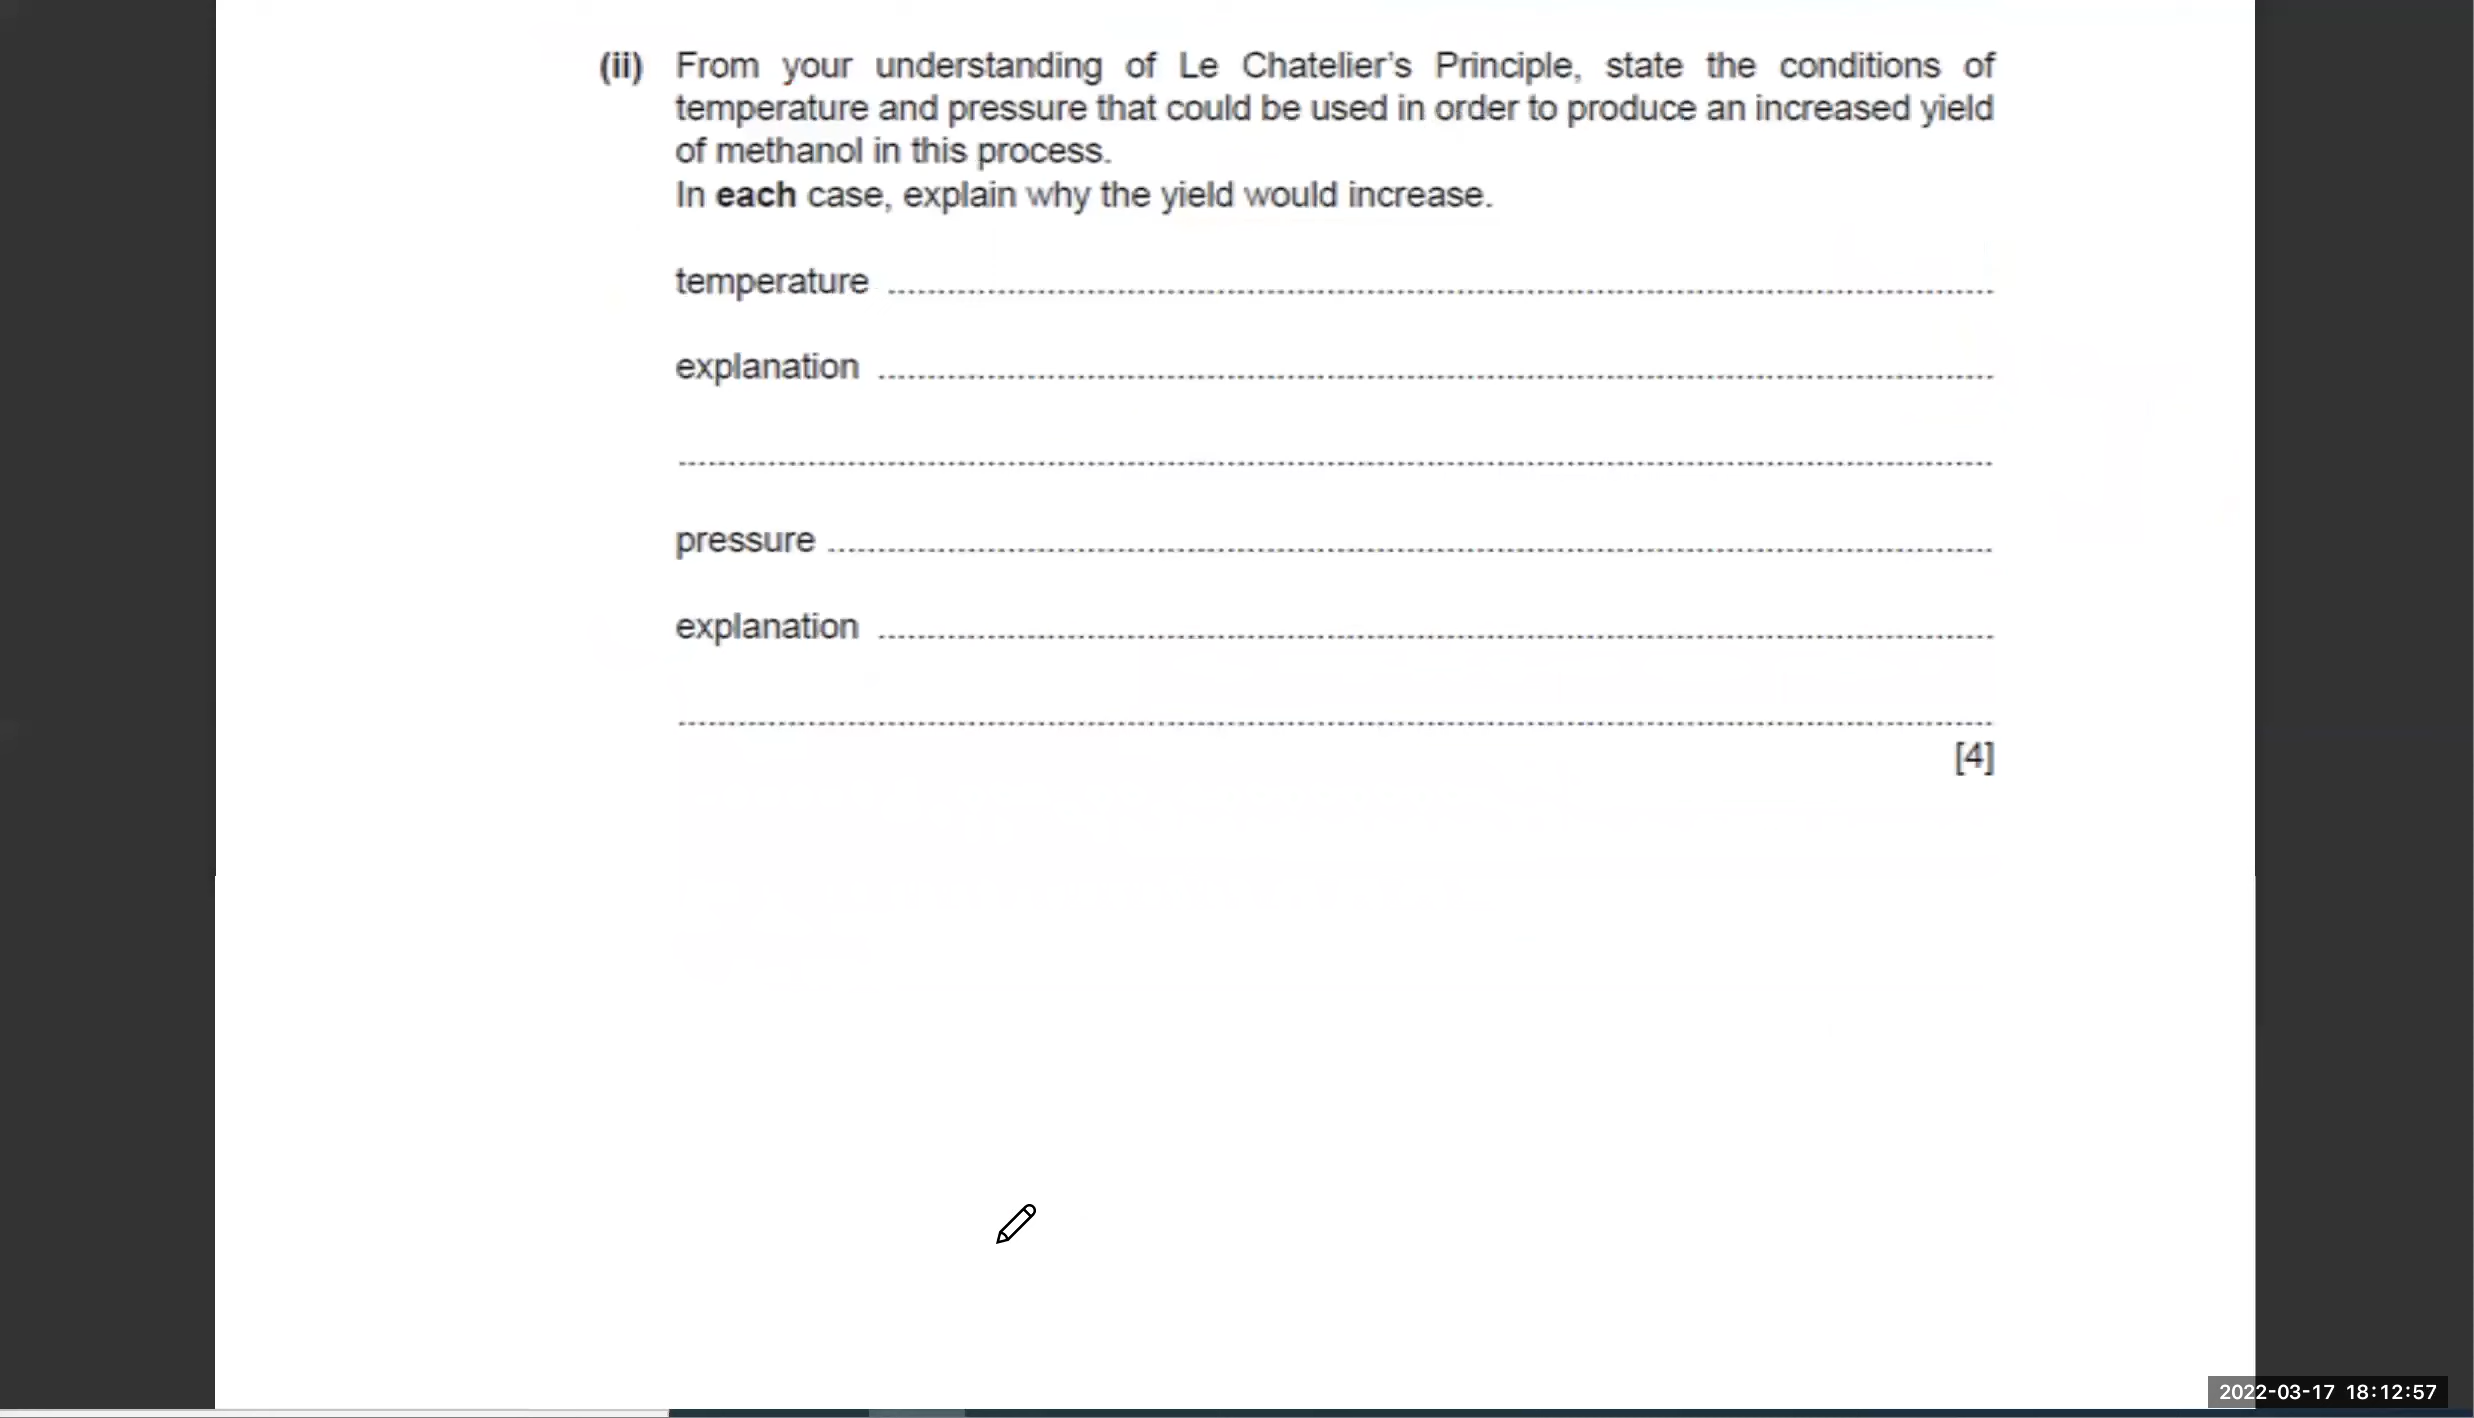 (ii) From your understanding of Le Chatelier's Principle, state the conditions of
temperature and pressure that could be used in order to produce an increased yield
of methanol in this process.
In each case, explain why the yield would increase.
temperature
explanation
pressure
explanation
[4]
2022-03-17 18:12:57